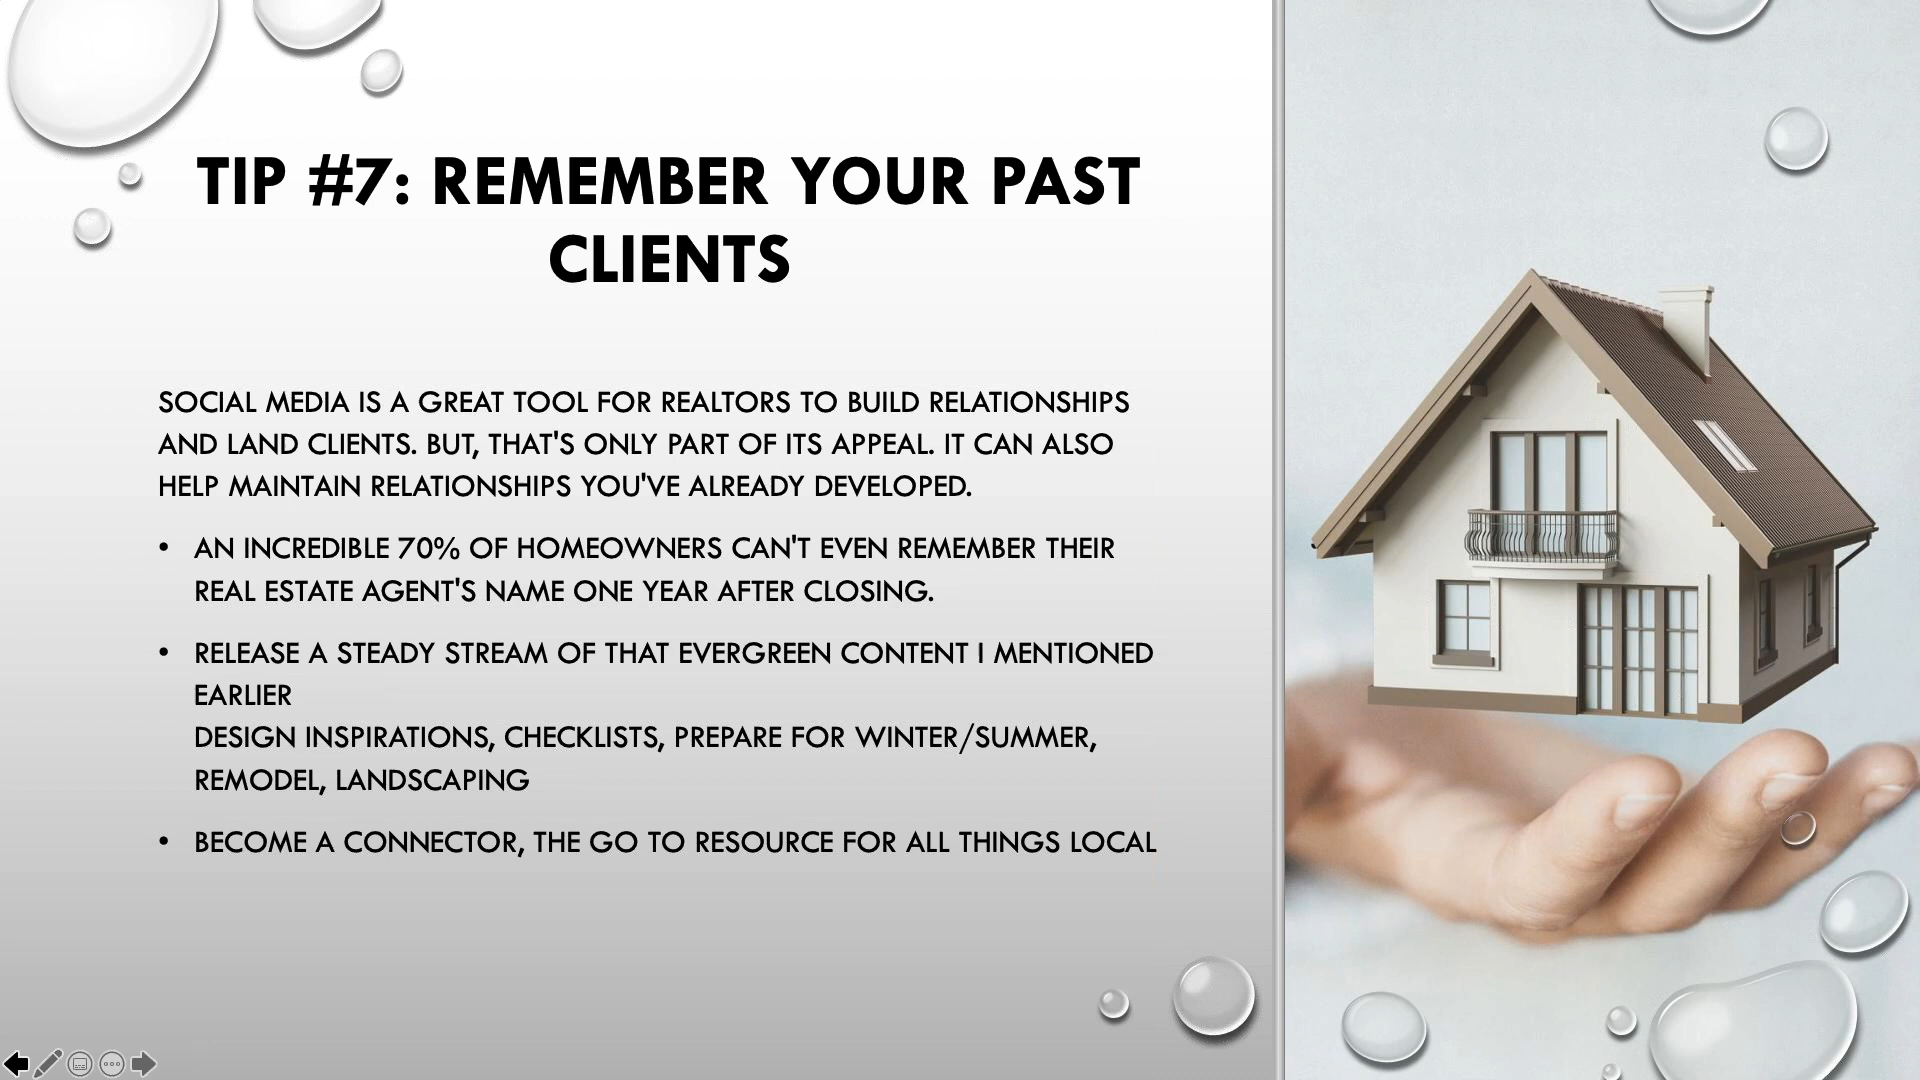 TIP #7: REMEMBER YOUR PAST
CLIENTS
SOCIAL MEDIA IS A GREAT TOOL FOR REALTORS TO BUILD RELATIONSHIPS
AND LAND CLIENTS. BUT, THAT'S ONLY PART OF ITS APPEAL. IT CAN ALSO
HELP MAINTAIN RELATIONSHIPS YOU'VE ALREADY DEVELOPED.
• AN INCREDIBLE 70% OF HOMEOWNERS CAN'T EVEN REMEMBER THEIR
REAL ESTATE AGENT'S NAME ONE YEAR AFTER CLOSING.
• RELEASE A STEADY STREAM OF THAT EVERGREEN CONTENT I MENTIONED
EARLIER
DESIGN INSPIRATIONS, CHECKLISTS, PREPARE FOR WINTER/SUMMER,
REMODEL, LANDSCAPING
• BECOME A CONNECTOR, THE GO TO RESOURCE FOR ALL THINGS LOCAL